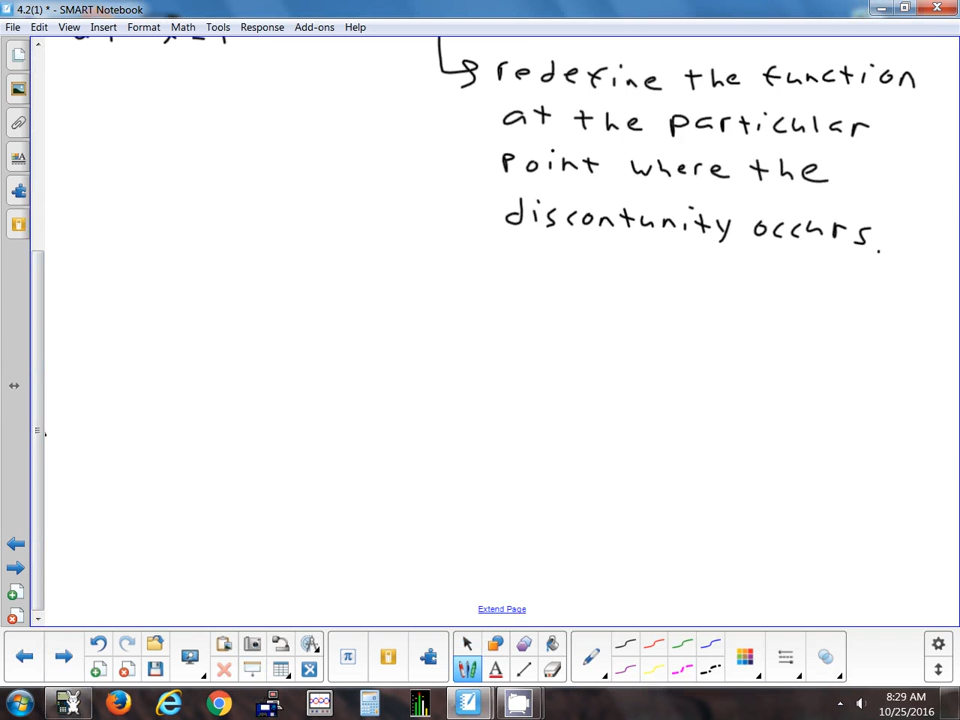 4.2(1) * - SMART Notebook
File Edit View Insert Format Math Tools Response Add-ons Help
redefine the function
at the particular
point where the
discontunity occurs.
Extend Page
π
A
8:29 AM
10/25/2016